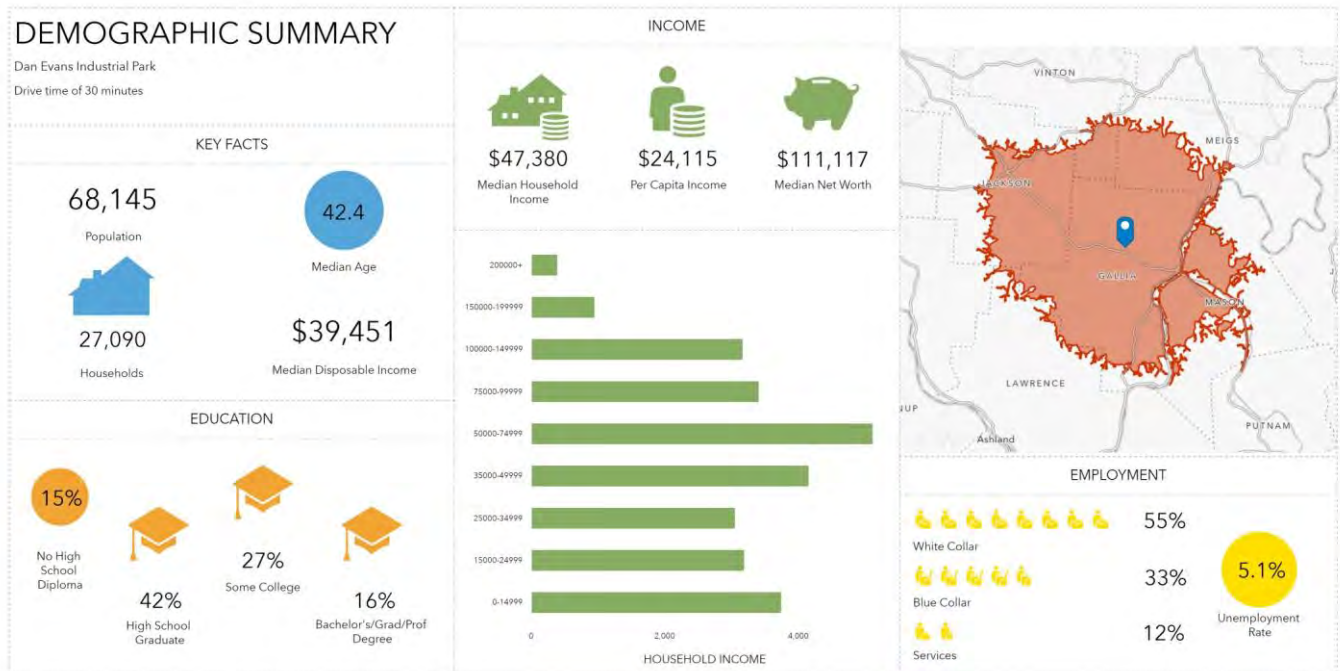 DEMOGRAPHIC SUMMARY
Dan Evans Industrial Park
Drive time of 30 minutes
KEY FACTS
68,145
Population
42.4
Median Age
27,090
Households
$39,451
Median Disposable Income
EDUCATION
15%
No High
School
Diploma
42%
High School
Graduate
27%
Some College
16%
Bachelor's/Grad/Prof
Degree
INCOME
$47,380
Median Household
Income
$24,115
Per Capita Income
$111,117
Median Net Worth
200000+
150000-199999
100000-149999
75000-99999
50000-74999
35000-49999
25000-34999
15000-24999
0-14999
0
2,000
4,000
HOUSEHOLD INCOME
VINTON
MEIGS
JACKSON
GALLIA
MASON
LAWRENCE
NUP
PUTNAM
Ashland
EMPLOYMENT
55%
White Collar
33%
Blue Collar
12%
Services
5.1%
Unemployment
Rate